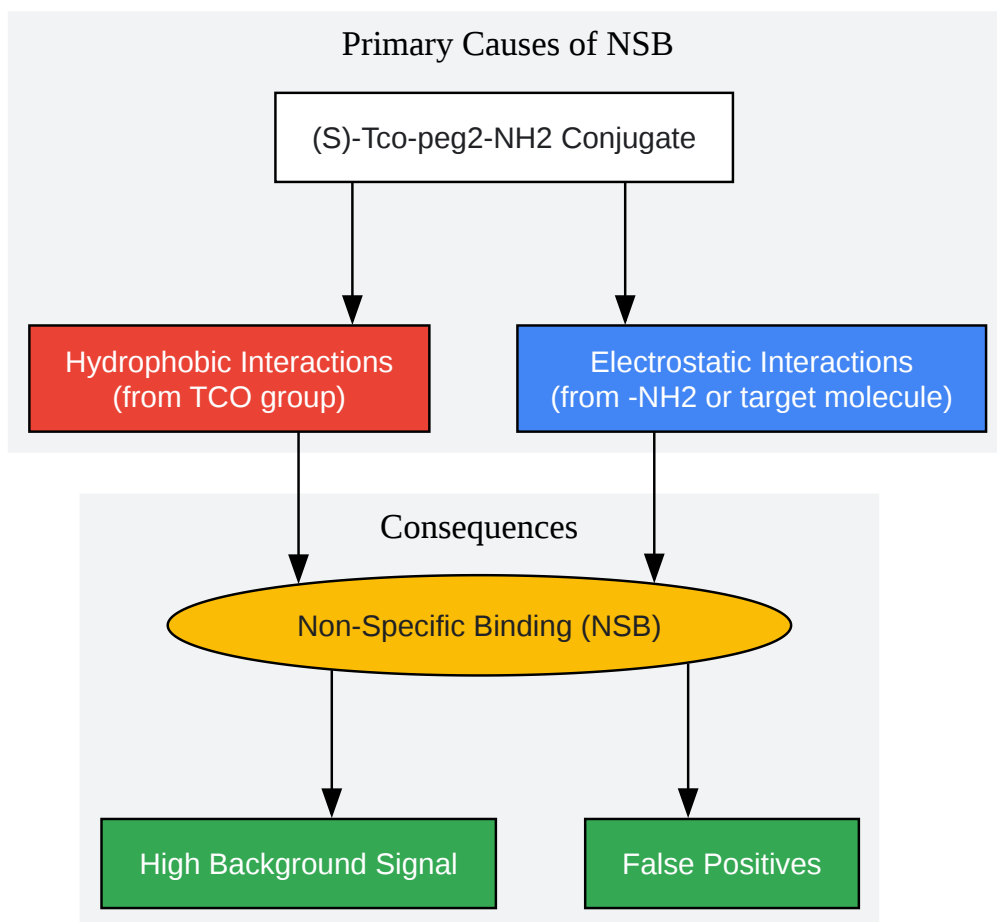 Primary Causes of NSB
(S)-Tco-peg2-NH2 Conjugate
Hydrophobic Interactions
(from TCO group)
Electrostatic Interactions
(from -NH2 or target molecule)
Consequences
Non-Specific Binding (NSB)
High Background Signal
False Positives